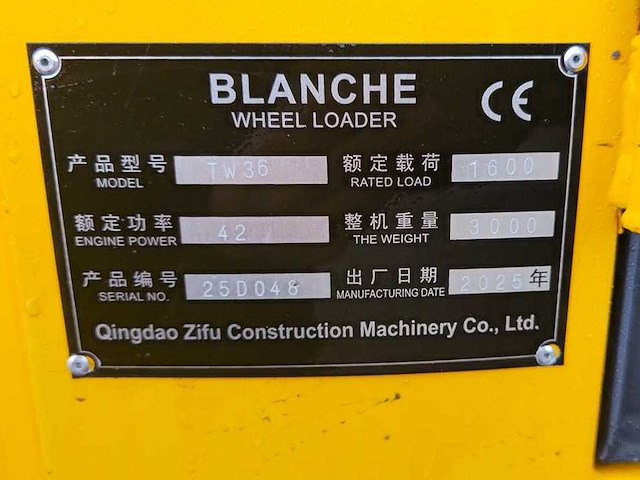 BLANCHE
CE
WHEEL LOADER
产品型号 TW36 额定载荷 1600
MODEL RATED LOAD
额定功率 42 整机重量 3000
ENGINE POWER THE WEIGHT
产品编号 25D048 出厂日期 2025年
SERIAL NO. MANUFACTURING DATE
Qingdao Zifu Construction Machinery Co., Ltd.